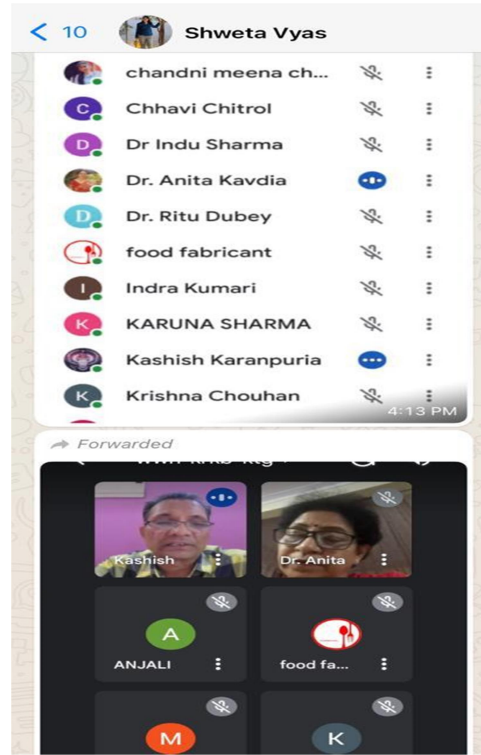 10 Shweta Vyas
chandni meena ch...
C Chhavi Chitrol
D Dr Indu Sharma
Dr. Anita Kavdia
D Dr. Ritu Dubey
food fabricant
I Indra Kumari
K KARUNA SHARMA
Kashish Karanpuria
K Krishna Chouhan
4:13 PM
Forwarded
Kashish Dr. Anita
A
ANJALI food fa...
M K